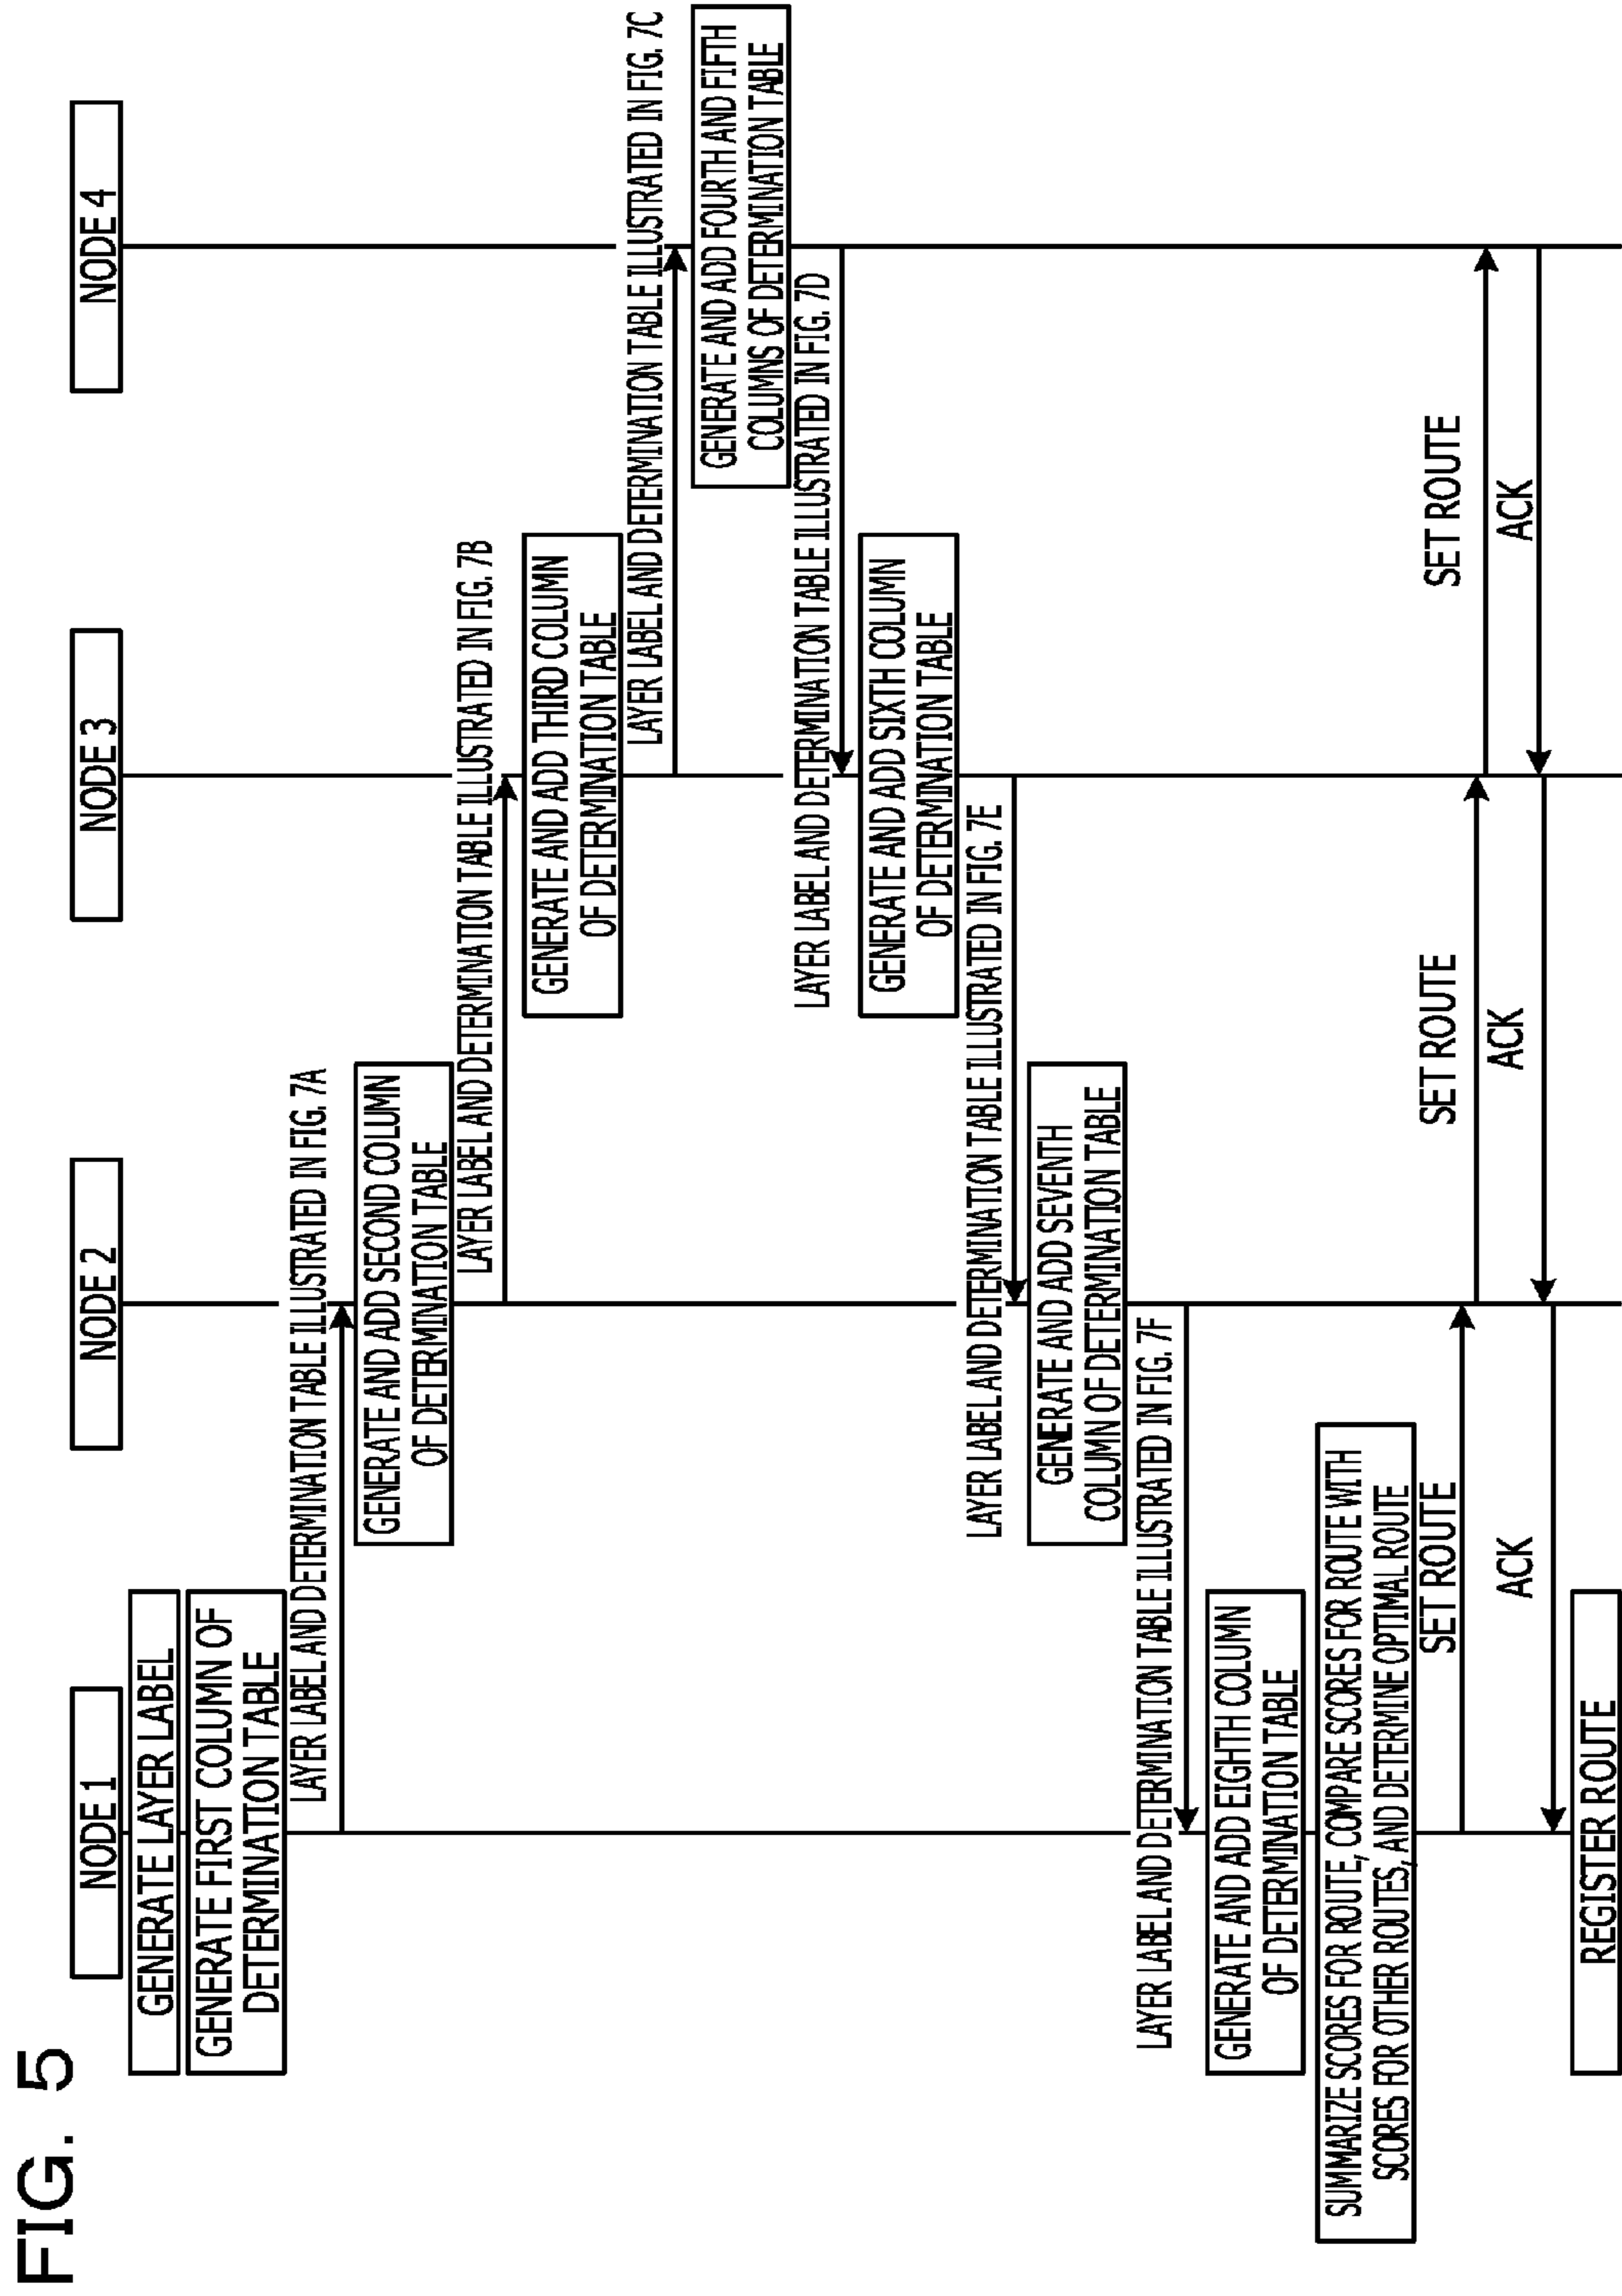 FIG. 5
NODE 1
NODE 2
NODE 3
NODE 4
GENERATE LAYER LABEL
GENERATE FIRST COLUMN OF
DETERMINATION TABLE
LAYER LABEL AND DETERMINATION TABLE ILLUSTRATED IN FIG. 7A
GENERATE AND ADD SECOND COLUMN
OF DETERMINATION TABLE
LAYER LABEL AND DETERMINATION TABLE ILLUSTRATED IN FIG. 7B
GENERATE AND ADD THIRD COLUMN
OF DETERMINATION TABLE
LAYER LABEL AND DETERMINATION TABLE ILLUSTRATED IN FIG. 7C
GENERATE AND ADD FOURTH AND FIFTH
COLUMNS OF DETERMINATION TABLE
LAYER LABEL AND DETERMINATION TABLE ILLUSTRATED IN FIG. 7D
GENERATE AND ADD SIXTH COLUMN
OF DETERMINATION TABLE
LAYER LABEL AND DETERMINATION TABLE ILLUSTRATED IN FIG. 7E
GENERATE AND ADD SEVENTH
COLUMN OF DETERMINATION TABLE
LAYER LABEL AND DETERMINATION TABLE ILLUSTRATED IN FIG. 7F
GENERATE AND ADD EIGHTH COLUMN
OF DETERMINATION TABLE
SUMMARIZE SCORES FOR ROUTE, COMPARE SCORES FOR ROUTE WITH
SCORES FOR OTHER ROUTES, AND DETERMINE OPTIMAL ROUTE
SET ROUTE
SET ROUTE
SET ROUTE
ACK
ACK
ACK
REGISTER ROUTE